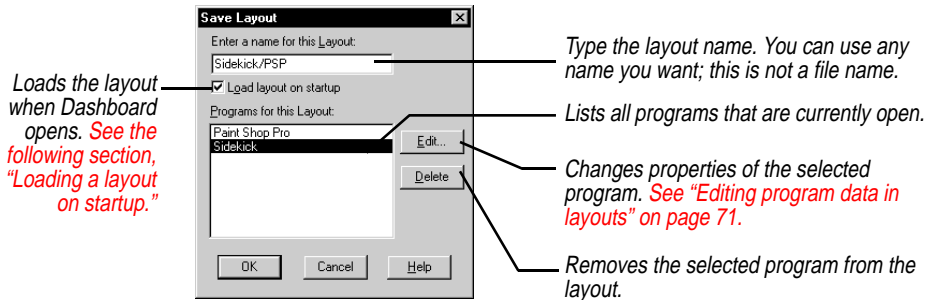 Save Layout
Enter a name for this Layout:
Sidekick/PSP
Load layout on startup
Programs for this Layout:
Paint Shop Pro
Sidekick
Edit...
Delete
OK
Cancel
Help
Loads the layout
when Dashboard
opens. See the
following section,
“Loading a layout
on startup.”
Type the layout name. You can use any
name you want; this is not a file name.
Lists all programs that are currently open.
Changes properties of the selected
program. See “Editing program data in
layouts” on page 71.
Removes the selected program from the
layout.